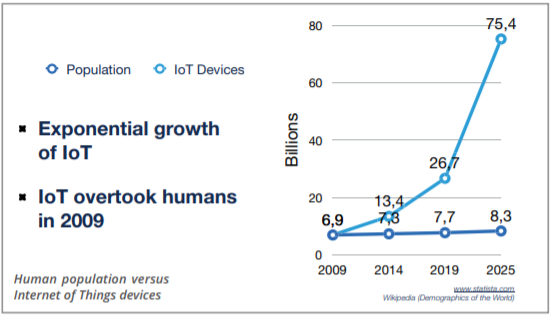 Population
IoT Devices
Exponential growth
of IoT
IoT overtook humans
in 2009
Human population versus
Internet of Things devices
Billions
80
60
40
20
0
75,4
26,7
13,4
6,9
7,3
7,7
8,3
2009
2014
2019
2025
www.statista.com
Wikipedia (Demographics of the World)